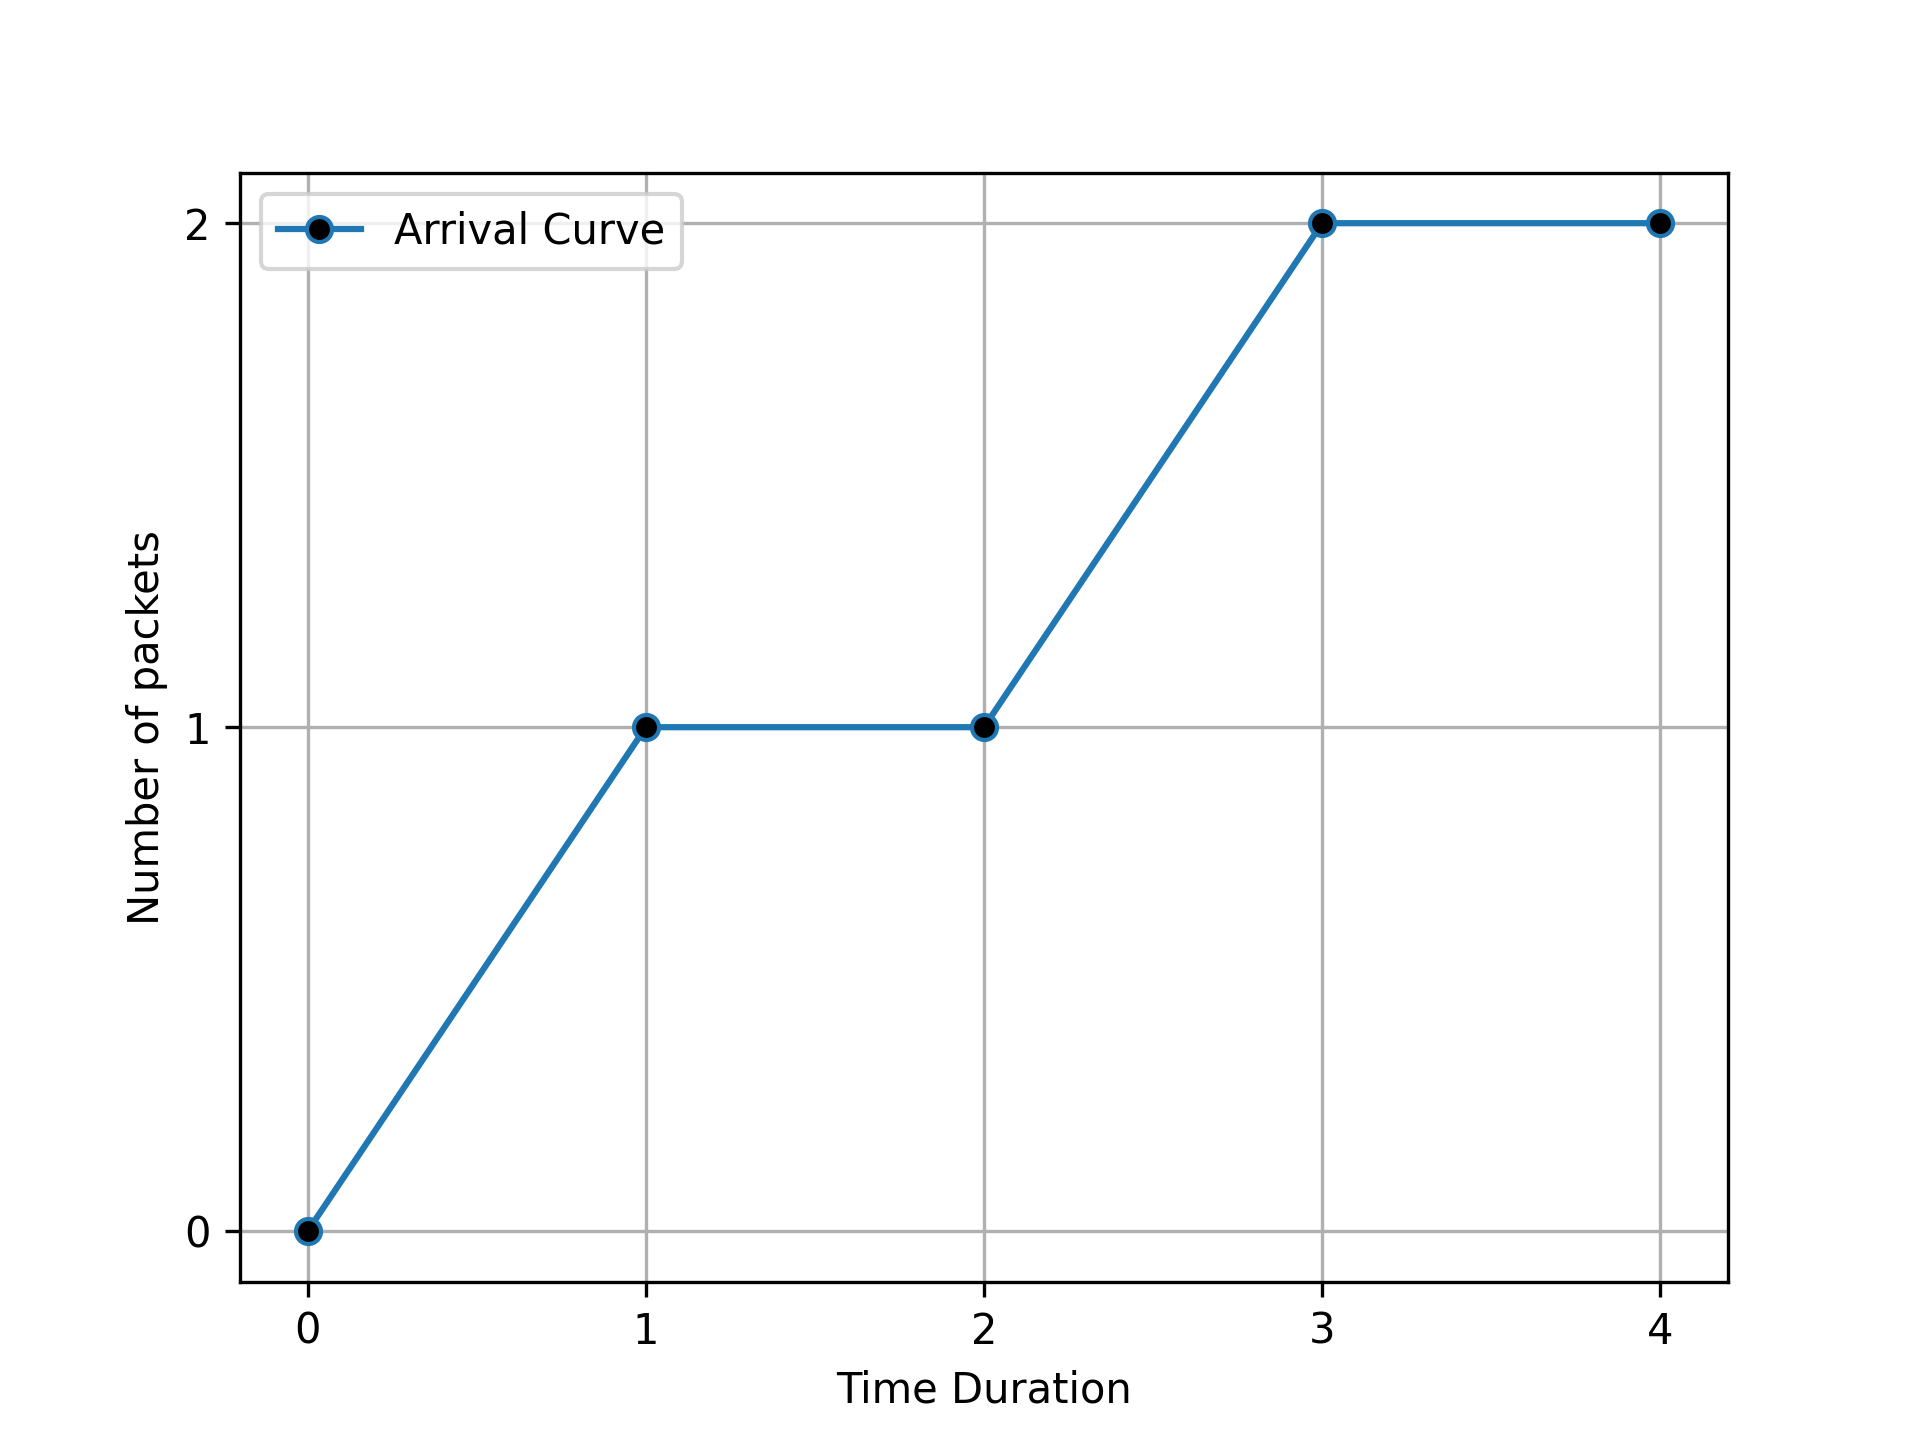 Arrival Curve
2
1
0
Number of packets
0 1 2 3 4
Time Duration